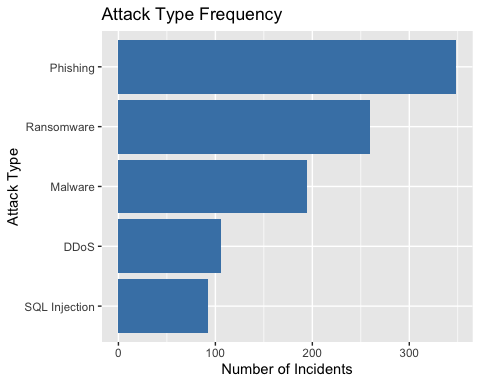 Attack Type Frequency
Attack Type
Phishing
Ransomware
Malware
DDoS
SQL Injection
0 100 200 300
Number of Incidents